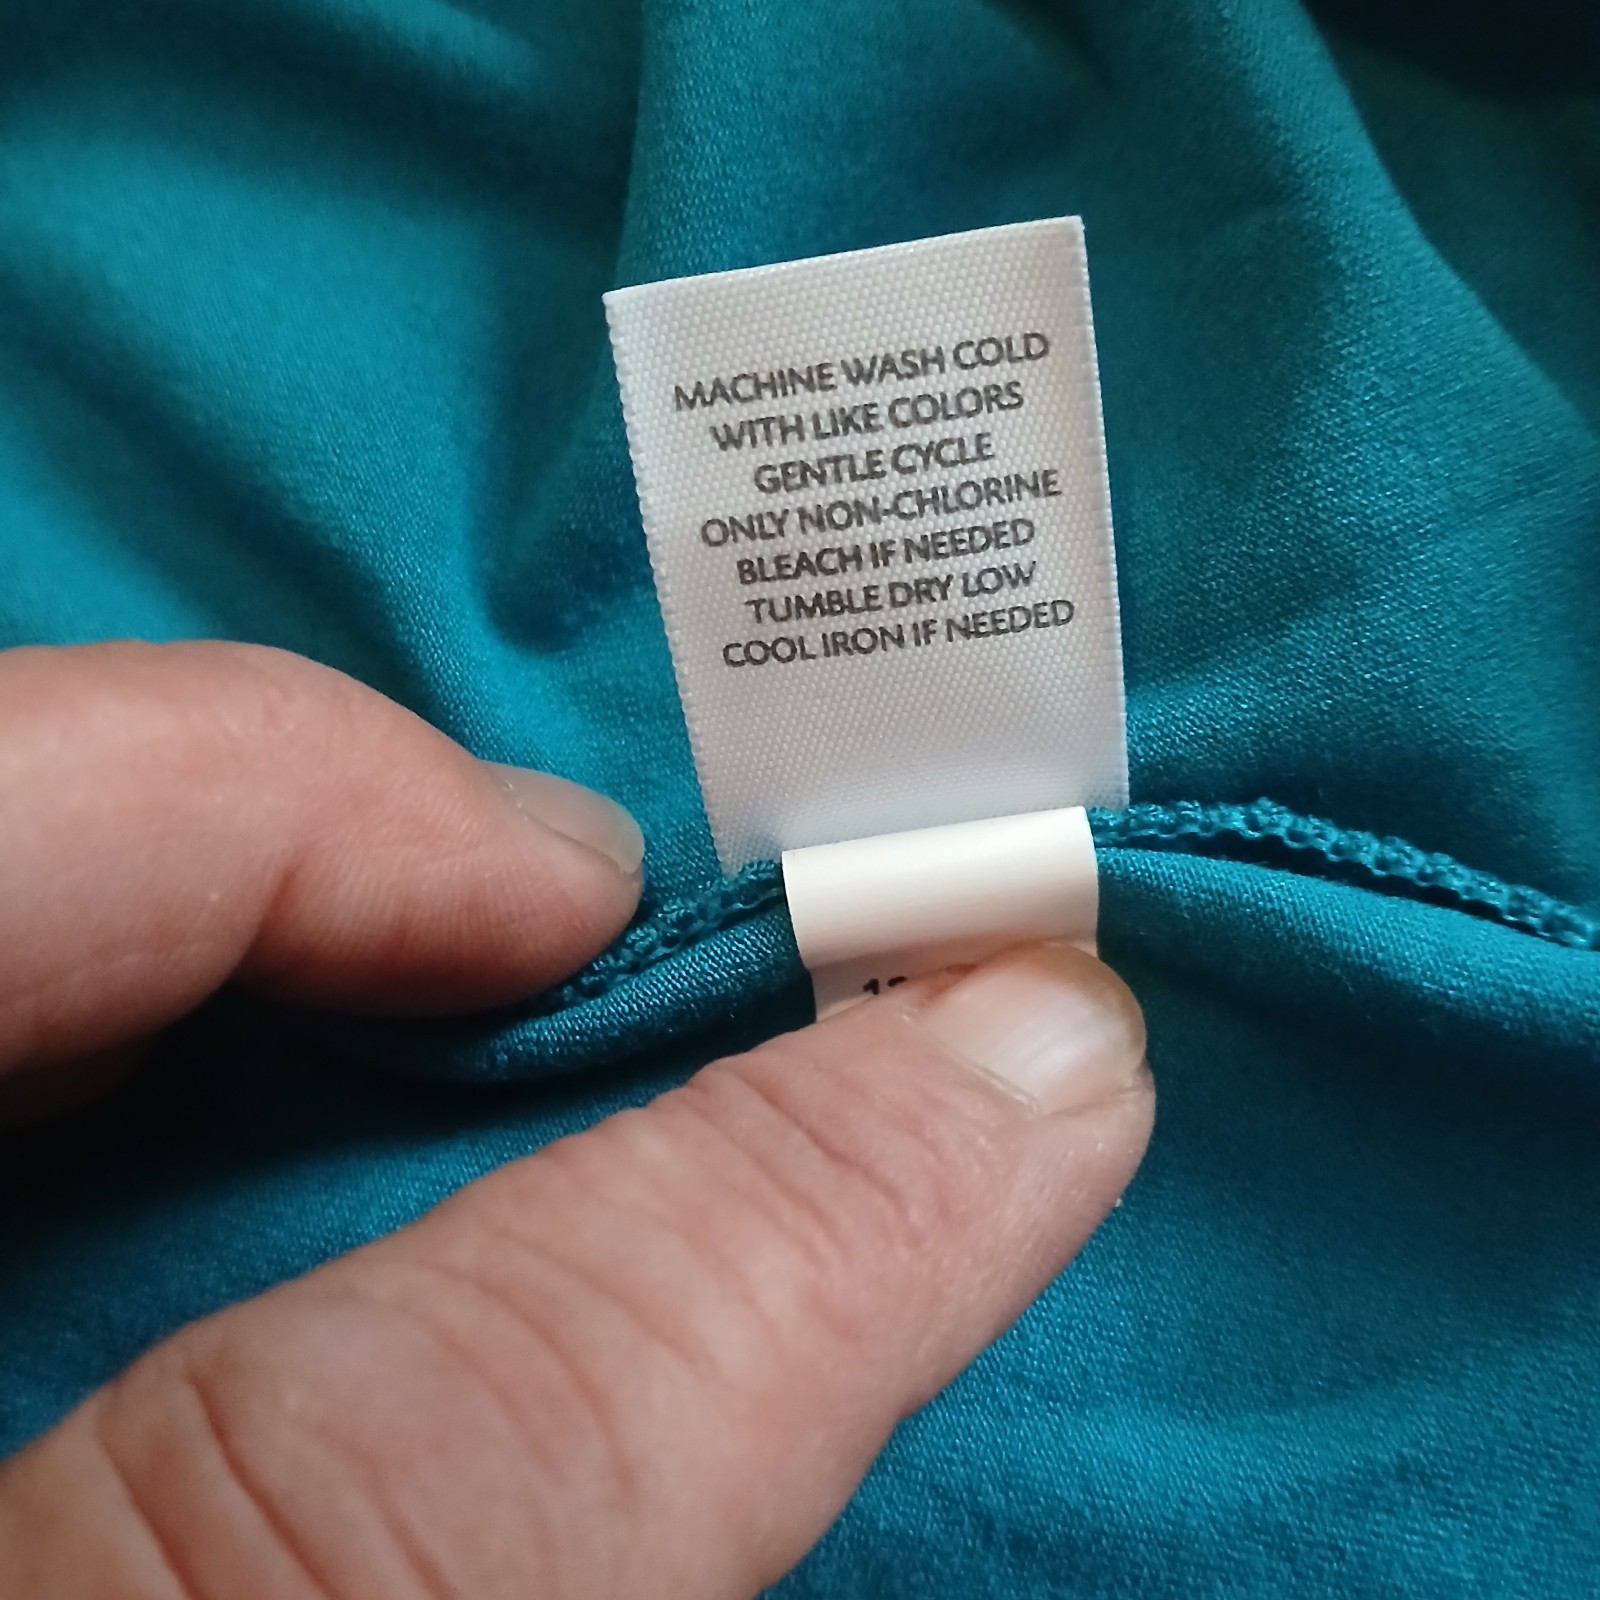 MACHINE WASH COLD
WITH LIKE COLORS
GENTLE CYCLE
ONLY NON-CHLORINE
BLEACH IF NEEDED
TUMBLE DRY LOW
COOL IRON IF NEEDED